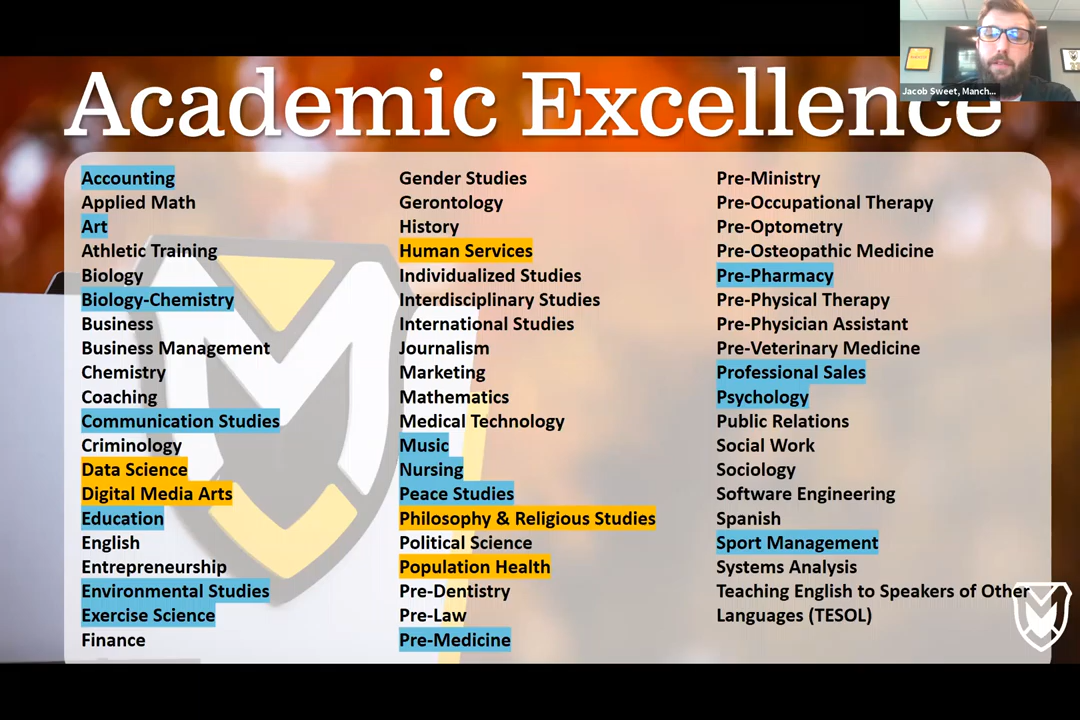 Academic Excellence
Jacob Sweet, Manch...
Accounting
Applied Math
Art
Athletic Training
Biology
Biology-Chemistry
Business
Business Management
Chemistry
Coaching
Communication Studies
Criminology
Data Science
Digital Media Arts
Education
English
Entrepreneurship
Environmental Studies
Exercise Science
Finance
Gender Studies
Gerontology
History
Human Services
Individualized Studies
Interdisciplinary Studies
International Studies
Journalism
Marketing
Mathematics
Medical Technology
Music
Nursing
Peace Studies
Philosophy & Religious Studies
Political Science
Population Health
Pre-Dentistry
Pre-Law
Pre-Medicine
Pre-Ministry
Pre-Occupational Therapy
Pre-Optometry
Pre-Osteopathic Medicine
Pre-Pharmacy
Pre-Physical Therapy
Pre-Physician Assistant
Pre-Veterinary Medicine
Professional Sales
Psychology
Public Relations
Social Work
Sociology
Software Engineering
Spanish
Sport Management
Systems Analysis
Teaching English to Speakers of Other
Languages (TESOL)